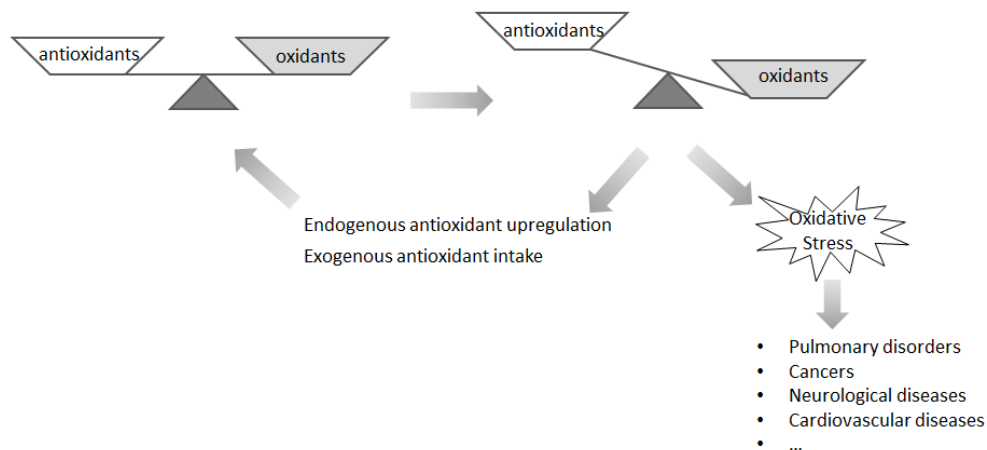 antioxidants
oxidants
antioxidants
oxidants
Endogenous antioxidant upregulation
Exogenous antioxidant intake
Oxidative
Stress
• Pulmonary disorders
• Cancers
• Neurological diseases
• Cardiovascular diseases
• ...